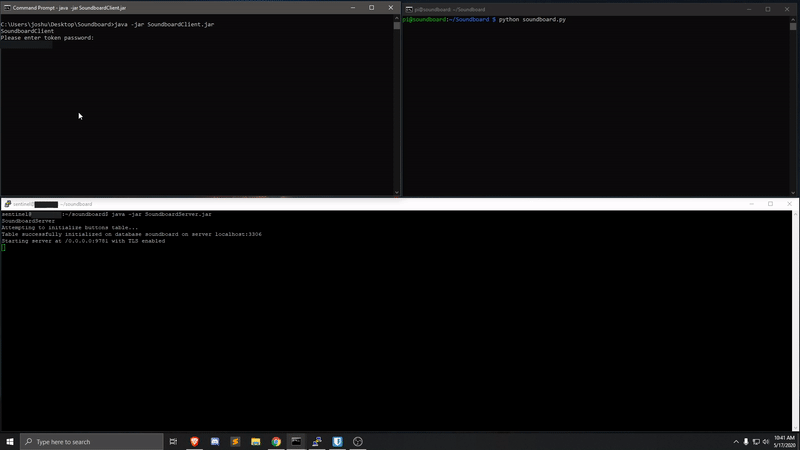 Command Prompt - java -jar SoundboardClient.jar
C:\Users\joshu\Desktop\Soundboard>java -jar SoundboardClient.jar
SoundboardClient
Please enter token password:
pi@soundboard: ~/Soundboard
pi@soundboard:~/Soundboard $ python soundboard.py
sentinel@ :~/soundboard
sentinel@ :~/soundboard$ java -jar SoundboardServer.jar
SoundboardServer
Attempting to initialize buttons table...
Table successfully initialized on database soundboard on server localhost:3306
Starting server at /0.0.0.0:9781 with TLS enabled
Type here to search
10:41 AM
5/17/2020